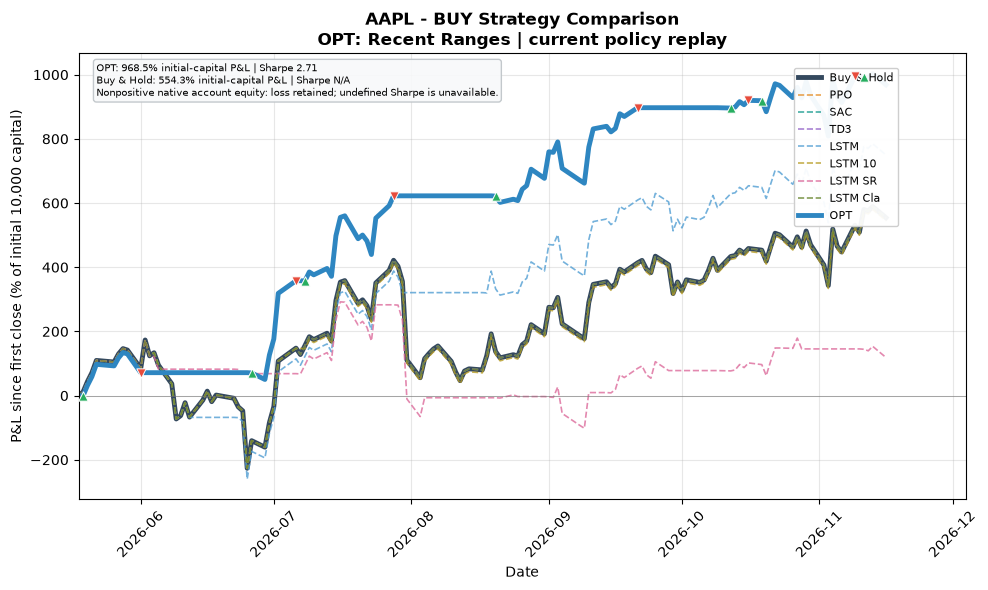 AAPL - BUY Strategy Comparison
OPT: Recent Ranges | current policy replay
OPT: 968.5% initial-capital P&L | Sharpe 2.71
Buy & Hold: 554.3% initial-capital P&L | Sharpe N/A
Nonpositive native account equity: loss retained; undefined Sharpe is unavailable.
Buy & Hold
PPO
SAC
TD3
LSTM
LSTM 10
LSTM SR
LSTM Cla
OPT
P&L since first close (% of initial 10,000 capital)
1000
800
600
400
200
0
−200
−400
2026-06
2026-07
2026-08
2026-09
2026-10
2026-11
2026-12
Date